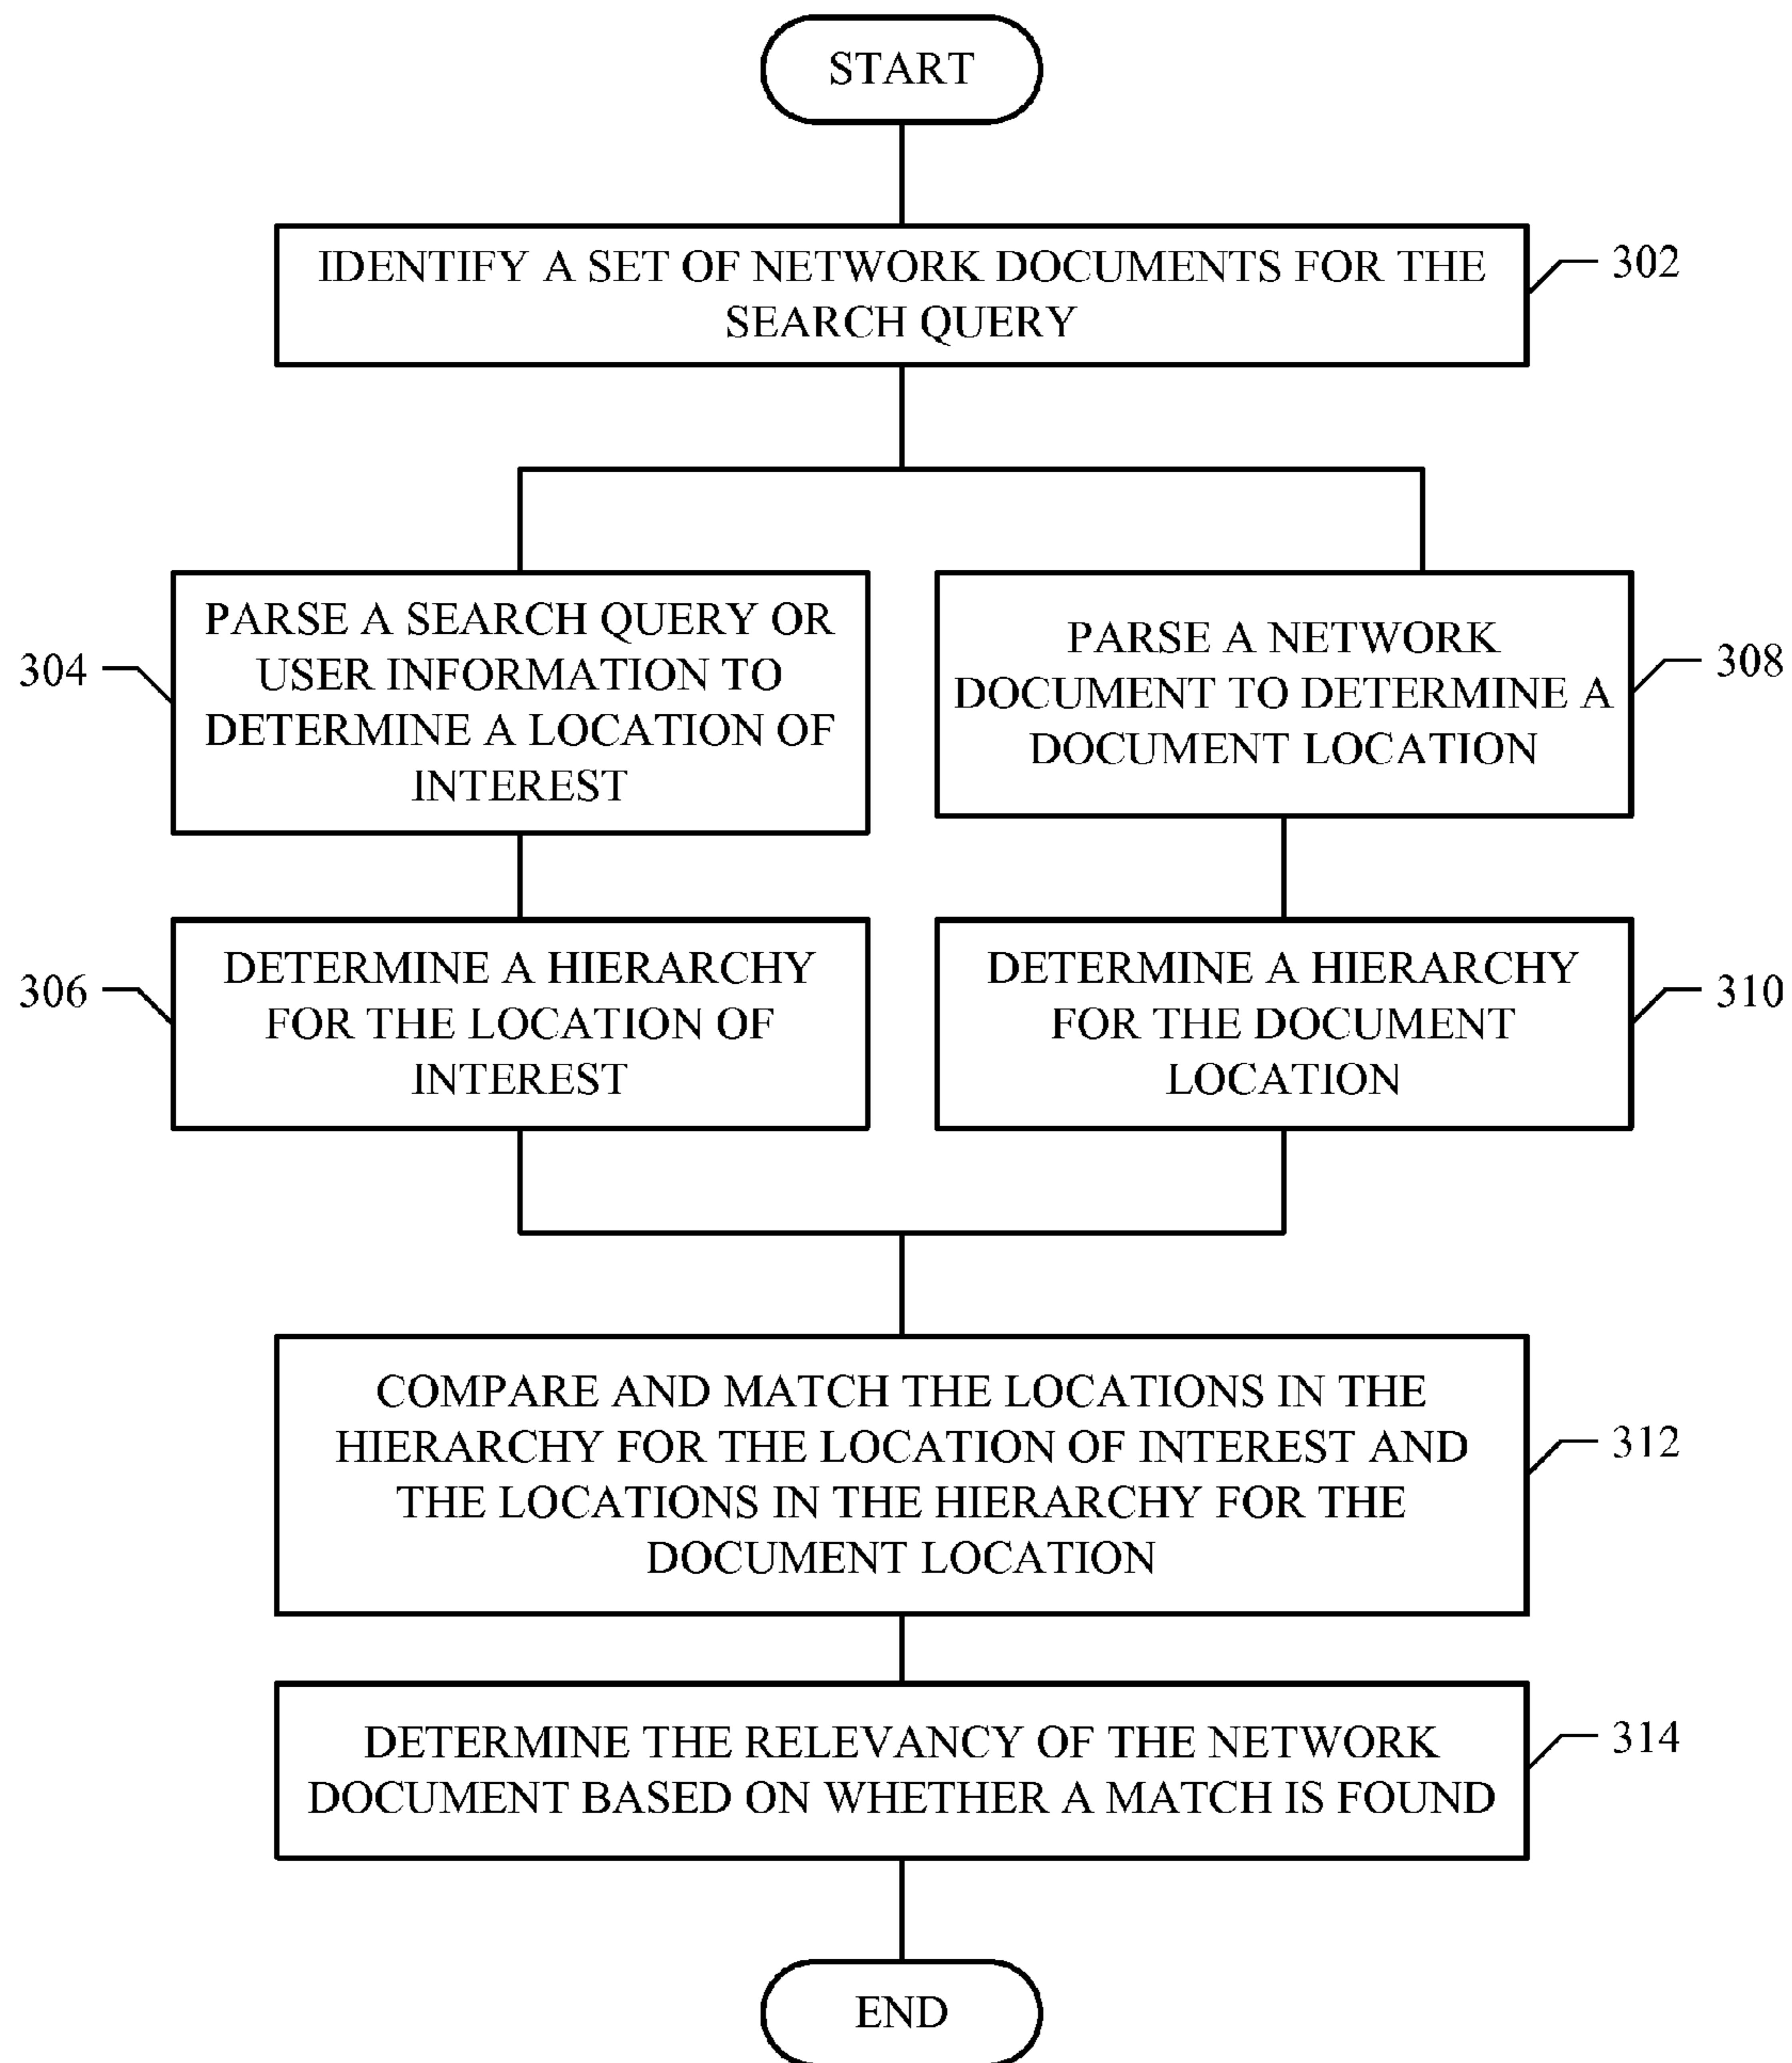 START
IDENTIFY A SET OF NETWORK DOCUMENTS FOR THE
SEARCH QUERY
302
PARSE A SEARCH QUERY OR
USER INFORMATION TO
DETERMINE A LOCATION OF
INTEREST
304
PARSE A NETWORK
DOCUMENT TO DETERMINE A
DOCUMENT LOCATION
308
DETERMINE A HIERARCHY
FOR THE LOCATION OF
INTEREST
306
DETERMINE A HIERARCHY
FOR THE DOCUMENT
LOCATION
310
COMPARE AND MATCH THE LOCATIONS IN THE
HIERARCHY FOR THE LOCATION OF INTEREST AND
THE LOCATIONS IN THE HIERARCHY FOR THE
DOCUMENT LOCATION
312
DETERMINE THE RELEVANCY OF THE NETWORK
DOCUMENT BASED ON WHETHER A MATCH IS FOUND
314
END